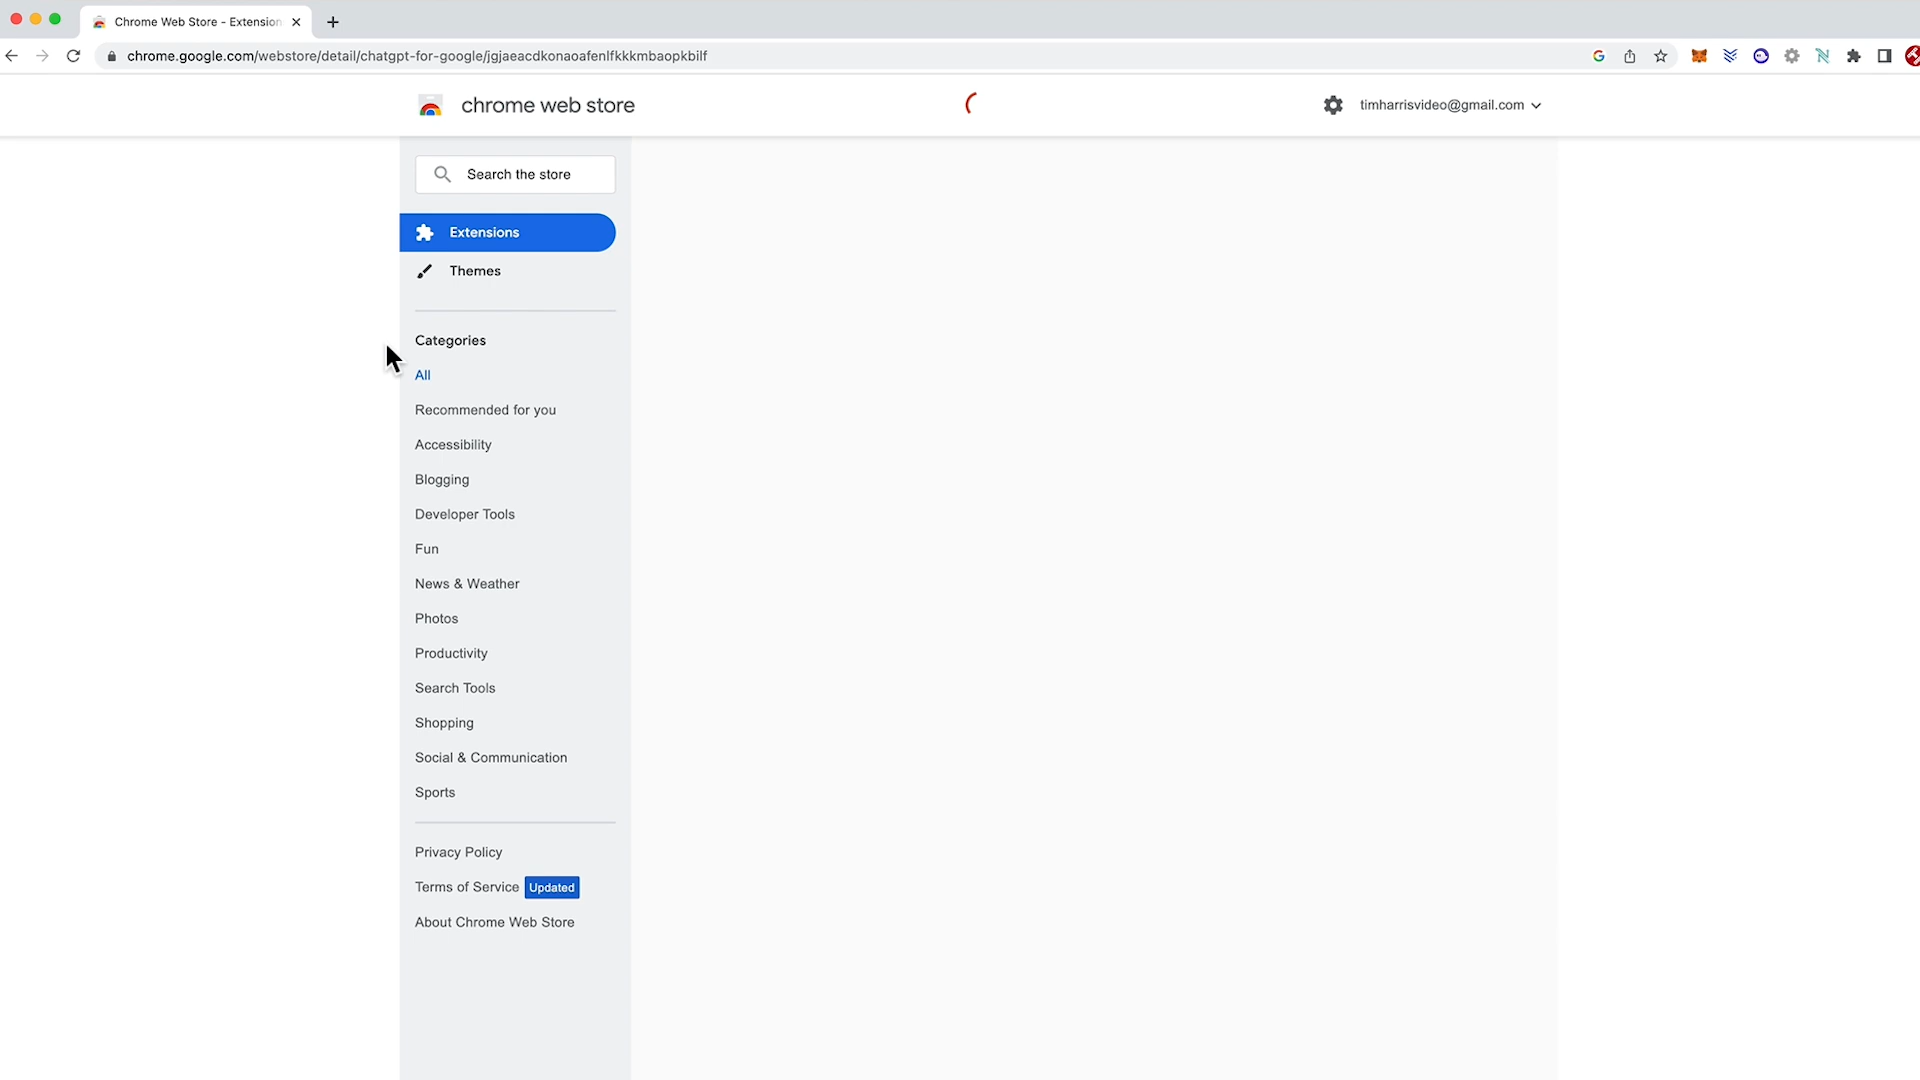 Chrome Web Store - Extension
chrome.google.com/webstore/detail/chatgpt-for-google/jgjaeacdkonaoafenlfkkkmbaopkbilf
chrome web store
timharrisvideo@gmail.com
Search the store
Extensions
Themes
Categories
All
Recommended for you
Accessibility
Blogging
Developer Tools
Fun
News & Weather
Photos
Productivity
Search Tools
Shopping
Social & Communication
Sports
Privacy Policy
Terms of Service Updated
About Chrome Web Store